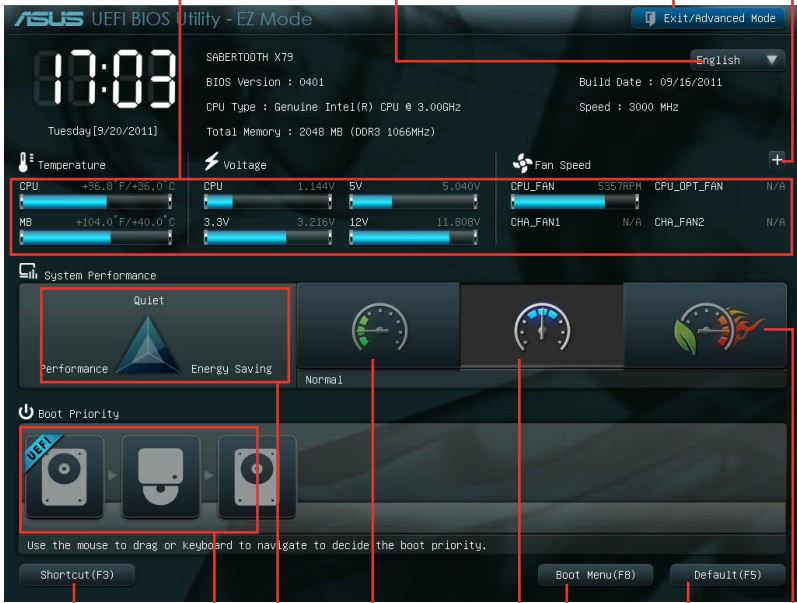 ASUS UEFI BIOS Utility - EZ Mode
Exit/Advanced Mode
17:03
Tuesday[9/20/2011]
SABERTOOTH X79
English
BIOS Version : 0401
Build Date : 09/16/2011
CPU Type : Genuine Intel(R) CPU @ 3.00GHz
Speed : 3000 MHz
Total Memory : 2048 MB (DDR3 1066MHz)
Temperature
Voltage
Fan Speed
CPU +96.8°F/+36.0°C
CPU 1.144V
5V 5.040V
CPU_FAN 5357RPM
CPU_OPT_FAN N/A
MB +104.0°F/+40.0°C
3.3V 3.216V
12V 11.808V
CHA_FAN1 N/A
CHA_FAN2 N/A
System Performance
Quiet
Performance
Energy Saving
Normal
Boot Priority
UEFI
Use the mouse to drag or keyboard to navigate to decide the boot priority.
Shortcut(F3)
Boot Menu(F8)
Default(F5)